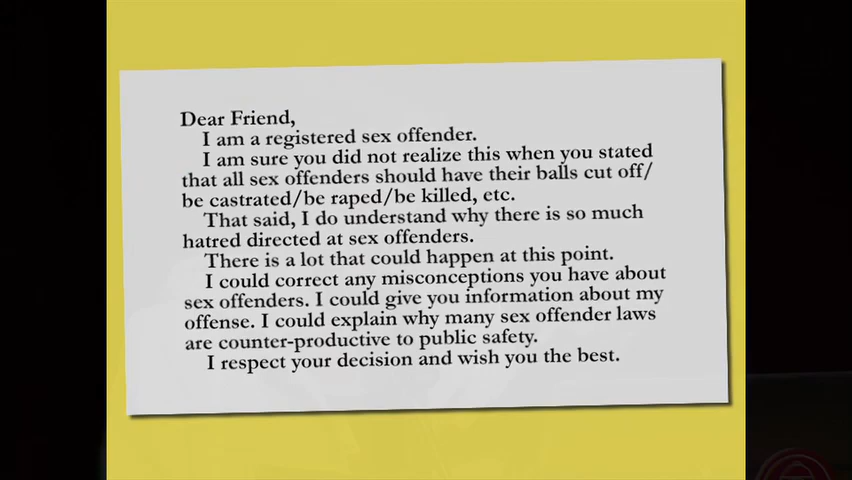 Dear Friend,
I am a registered sex offender.
I am sure you did not realize this when you stated
that all sex offenders should have their balls cut off/
be castrated/be raped/be killed, etc.
That said, I do understand why there is so much
hatred directed at sex offenders.
There is a lot that could happen at this point.
I could correct any misconceptions you have about
sex offenders. I could give you information about my
offense. I could explain why many sex offender laws
are counter-productive to public safety.
I respect your decision and wish you the best.